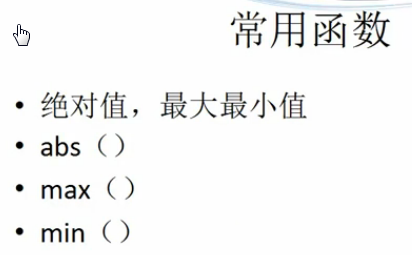 常用函数
• 绝对值，最大最小值
• abs（）
• max（）
• min（）